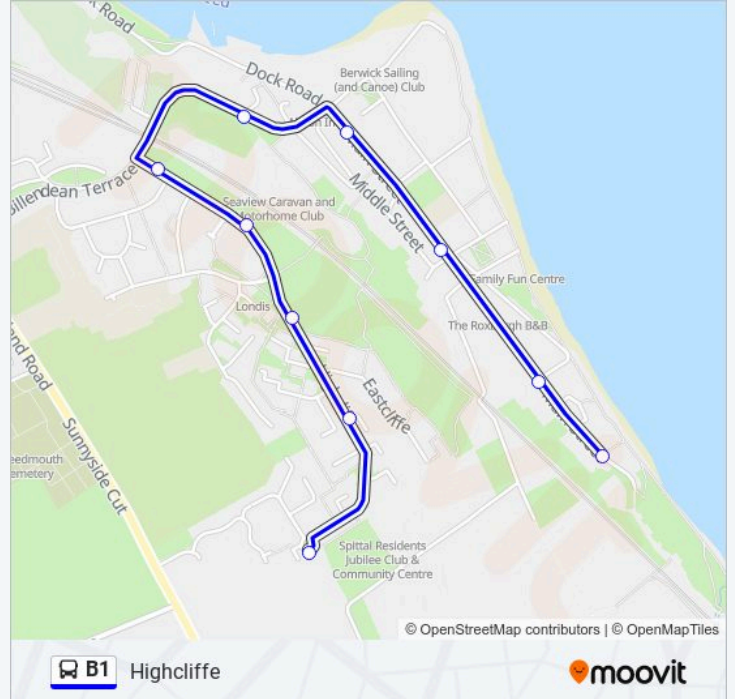 Dock Road
Berwick Sailing
(and Canoe) Club
Middle Street
Seaview Caravan and
Motorhome Club
Family Fun Centre
Londis
The Roxburgh B&B
Eastcliffe
Sunnyside Cut
Spittal Residents
Jubilee Club &
Community Centre
© OpenStreetMap contributors | © OpenMapTiles
B1 Highcliffe
moovit